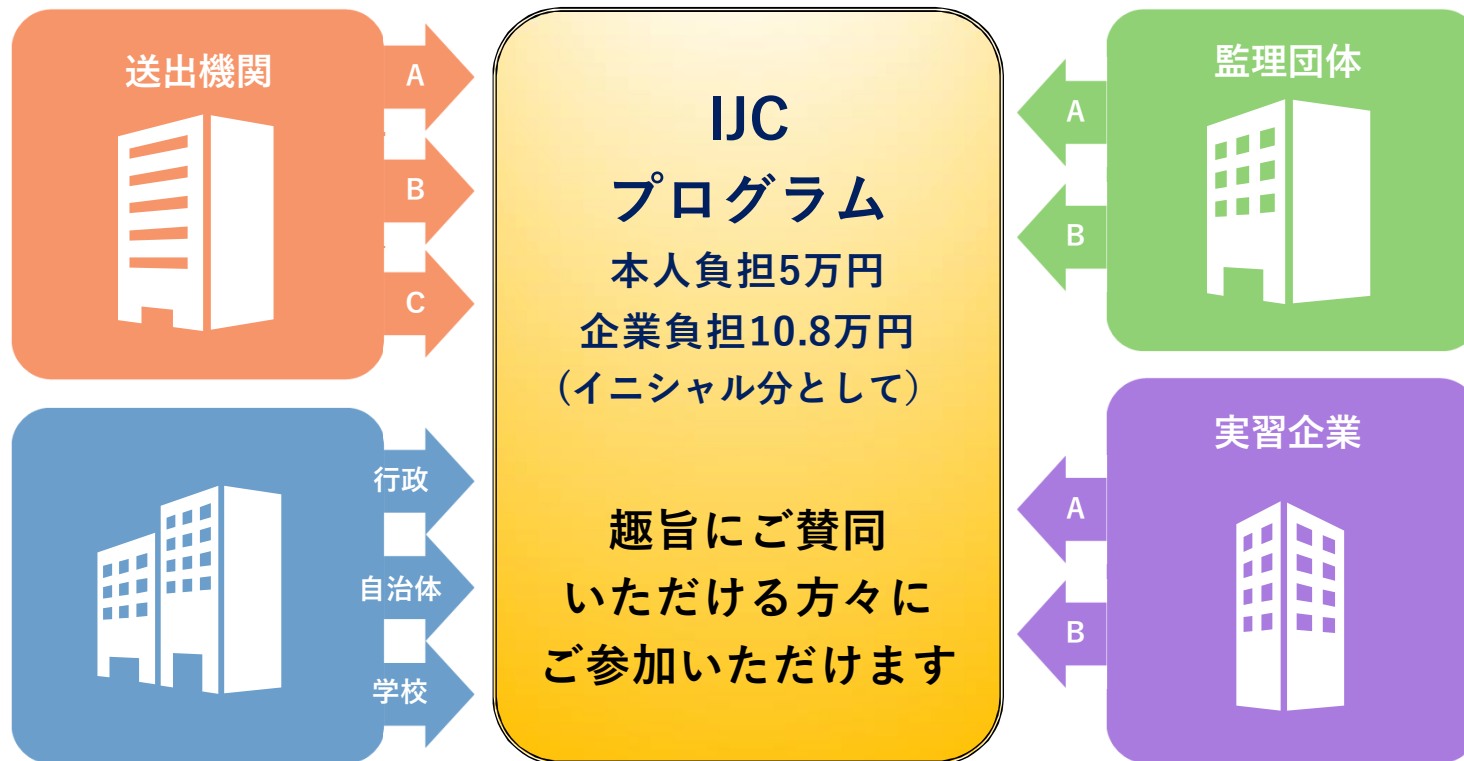 送出機関
A
B
C
行政
自治体
学校
IJC
プログラム
本人負担5万円
企業負担10.8万円
（イニシャル分として）
趣旨にご賛同
いただける方々に
ご参加いただけます
監理団体
A
B
実習企業
A
B